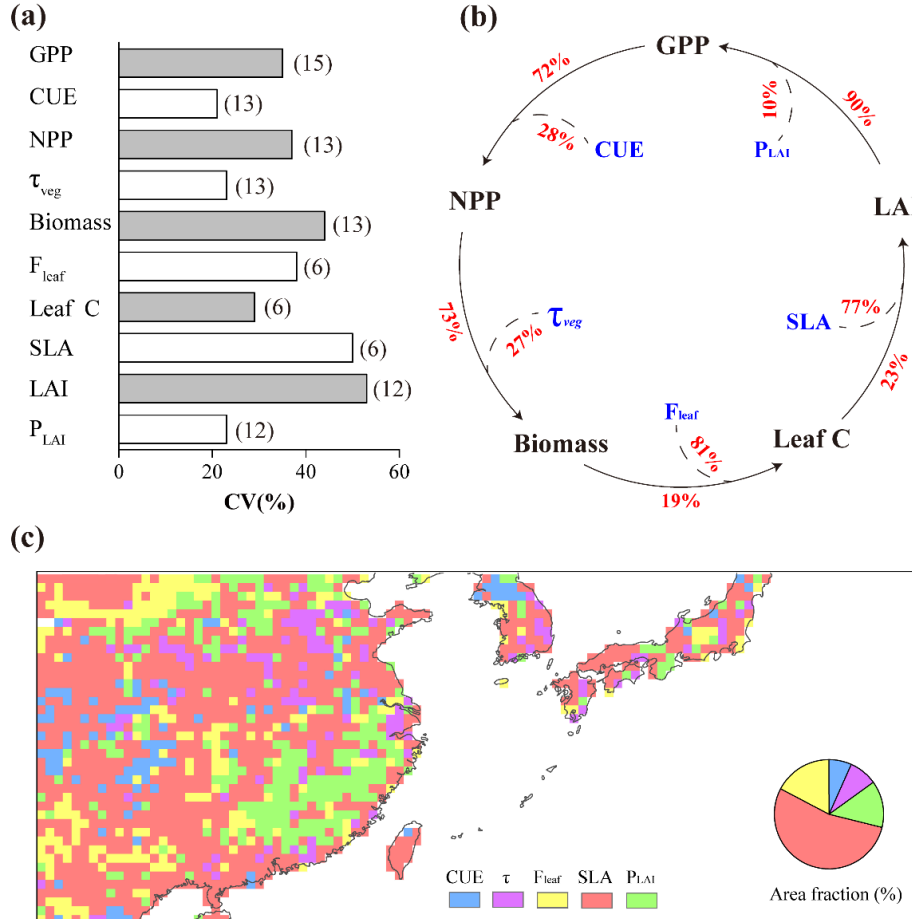 (a)
GPP (15)
CUE (13)
NPP (13)
τveg (13)
Biomass (13)
Fleaf (6)
Leaf C (6)
SLA (6)
LAI (12)
PLAI (12)
0 20 40 60
CV(%)
(b)
GPP
72%
28%
CUE
10%
PLAI
90%
NPP
LAI
73%
27%
τveg
SLA
77%
23%
Fleaf
81%
Biomass
Leaf C
19%
(c)
CUE τ Fleaf SLA PLAI
Area fraction (%)